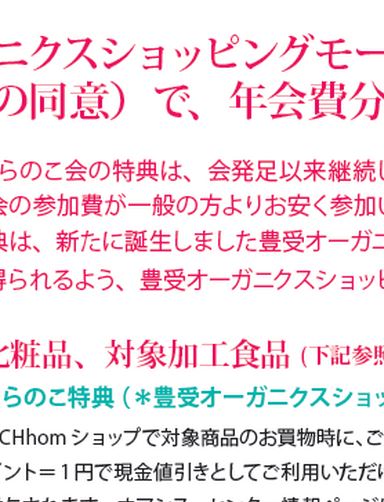 ニクスショッピングモー
の同意）で、年会費分
らのこ会の特典は、会発足以来継続し
会の参加費が一般の方よりお安く参加い
典は、新たに誕生しました豊受オーガニ
得られるよう、豊受オーガニクスショッピ
化粧品、対象加工食品 (下記参照
らのこ特典（＊豊受オーガニクスショッ
CHhom ショップで対象商品のお買物時に、ご
イント＝１円で現金値引きとしてご利用いただけ